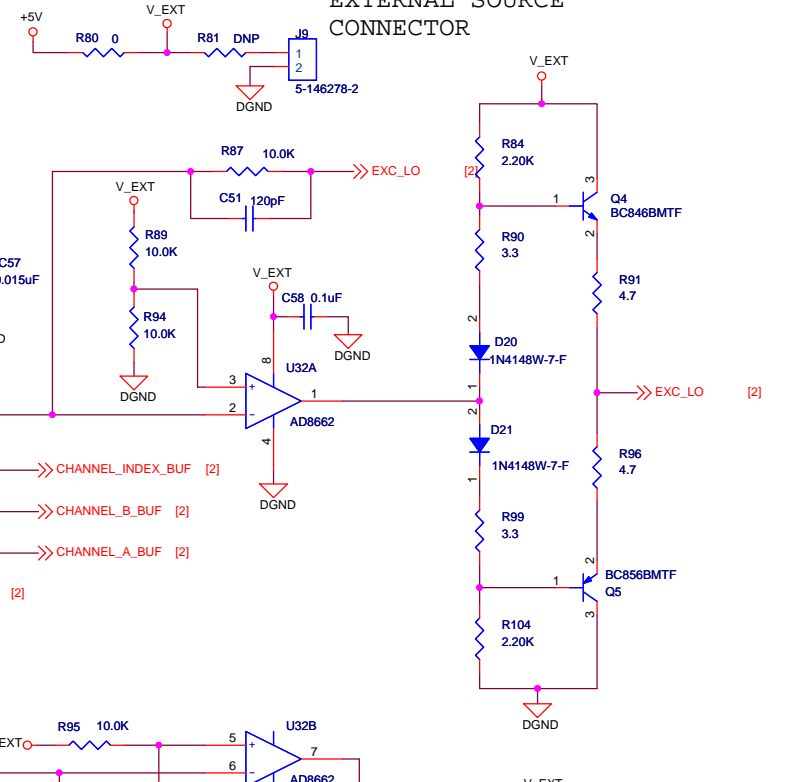 EXTERNAL SOURCE
CONNECTOR
+5V
V_EXT
R80 0
R81 DNP
J9
1
2
5-146278-2
DGND
V_EXT
R84
2.20K
R87 10.0K
EXC_LO [2]
C51 120pF
V_EXT
R89
10.0K
1
3
Q4
BC846BMTF
2
R90
3.3
C57
0.015uF
V_EXT
C58 0.1uF
R91
4.7
R94
10.0K
DGND
2
D20
1N4148W-7-F
1
DGND
8
U32A
3
+
1
2
-
AD8662
4
DGND
EXC_LO [2]
2
D21
1N4148W-7-F
1
R96
4.7
CHANNEL_INDEX_BUF [2]
CHANNEL_B_BUF [2]
CHANNEL_A_BUF [2]
[2]
R99
3.3
2
BC856BMTF
1
Q5
3
R104
2.20K
DGND
R95 10.0K
U32B
5
+
7
6
-
AD8662
V_EXT